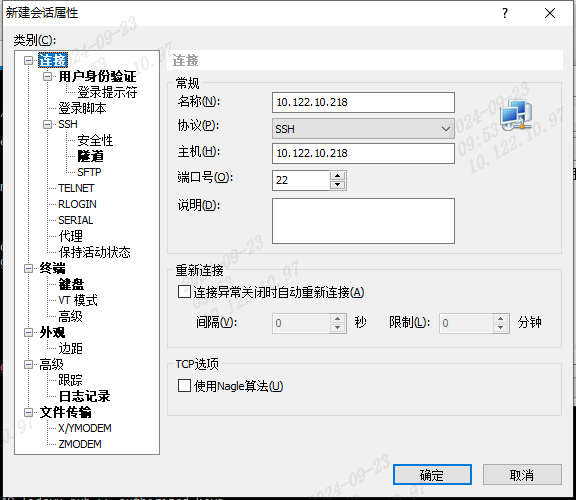 新建会话属性
类别(C):
连接
用户身份验证
登录提示符
登录脚本
SSH
安全性
隧道
SFTP
TELNET
RLOGIN
SERIAL
代理
保持活动状态
终端
键盘
VT 模式
高级
外观
边距
高级
跟踪
日志记录
文件传输
X/YMODEM
ZMODEM
连接
常规
名称(N):
10.122.10.218
协议(P):
SSH
主机(H):
10.122.10.218
端口号(O):
22
说明(D):
重新连接
连接异常关闭时自动重新连接(A)
间隔(V):
0
秒
限制(L):
0
分钟
TCP选项
使用Nagle算法(U)
确定
取消
2024-09-23
09:53
10.122.10.97